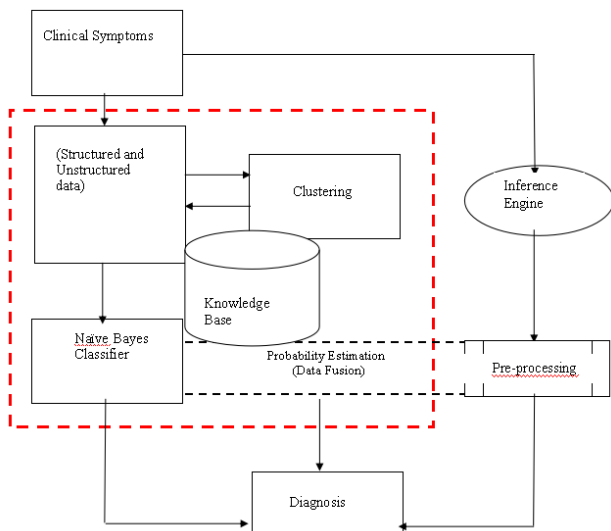 Clinical Symptoms
(Structured and
Unstructured
data)
Clustering
Inference
Engine
Knowledge
Base
Naïve Bayes
Classifier
Probability Estimation
(Data Fusion)
Pre-processing
Diagnosis